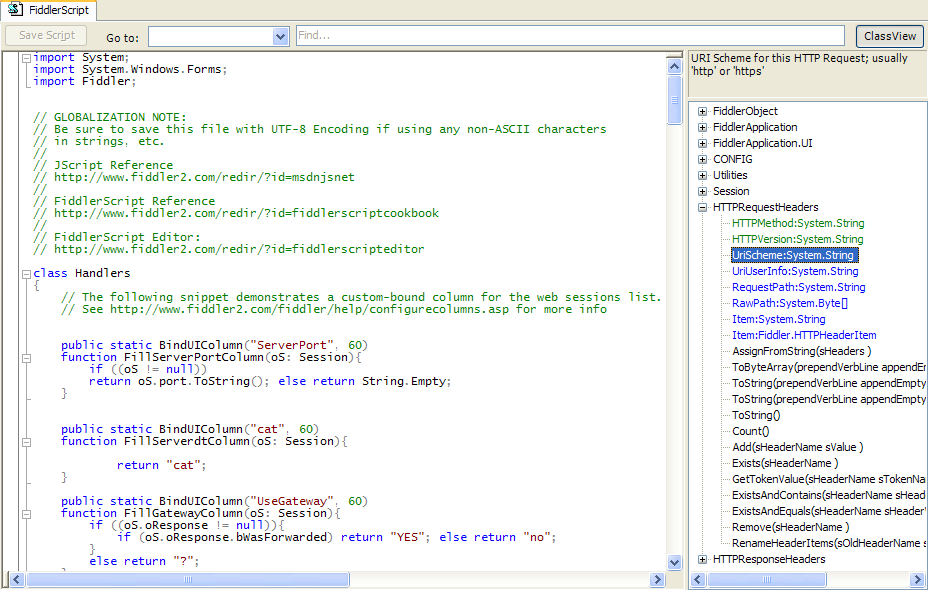 FiddlerScript
Save Script
Go to:
Find...
ClassView
import System;
import System.Windows.Forms;
import Fiddler;
// GLOBALIZATION NOTE:
// Be sure to save this file with UTF-8 Encoding if using any non-ASCII characters
// in strings, etc.
//
// JScript Reference
// http://www.fiddler2.com/redir/?id=msdnjsnet
//
// FiddlerScript Reference
// http://www.fiddler2.com/redir/?id=fiddlerscriptcookbook
//
// FiddlerScript Editor:
// http://www.fiddler2.com/redir/?id=fiddlerscripteditor
class Handlers
{
// The following snippet demonstrates a custom-bound column for the web sessions list.
// See http://www.fiddler2.com/fiddler/help/configurecolumns.asp for more info
public static BindUIColumn("ServerPort", 60)
function FillServerPortColumn(oS: Session){
if ((oS != null))
return oS.port.ToString(); else return String.Empty;
}
public static BindUIColumn("cat", 60)
function FillServerdtColumn(oS: Session){
return "cat";
}
public static BindUIColumn("UseGateway", 60)
function FillGatewayColumn(oS: Session){
if ((oS.oResponse != null)){
if (oS.oResponse.bWasForwarded) return "YES"; else return "no";
}
else return "?";
URI Scheme for this HTTP Request; usually
'http' or 'https'
FiddlerObject
FiddlerApplication
FiddlerApplication.UI
CONFIG
Utilities
Session
HTTPRequestHeaders
HTTPMethod:System.String
HTTPVersion:System.String
UriScheme:System.String
UriUserInfo:System.String
RequestPath:System.String
RawPath:System.Byte[]
Item:System.String
Item:Fiddler.HTTPHeaderItem
AssignFromString(sHeaders )
ToByteArray(prependVerbLine appendEr
ToString(prependVerbLine appendEmpty
ToString(prependVerbLine appendEmpty
ToString()
Count()
Add(sHeaderName sValue )
Exists(sHeaderName )
GetTokenValue(sHeaderName sTokenNa
ExistsAndContains(sHeaderName sHead
ExistsAndEquals(sHeaderName sHeader
Remove(sHeaderName )
RenameHeaderItems(sOldHeaderName s
HTTPResponseHeaders